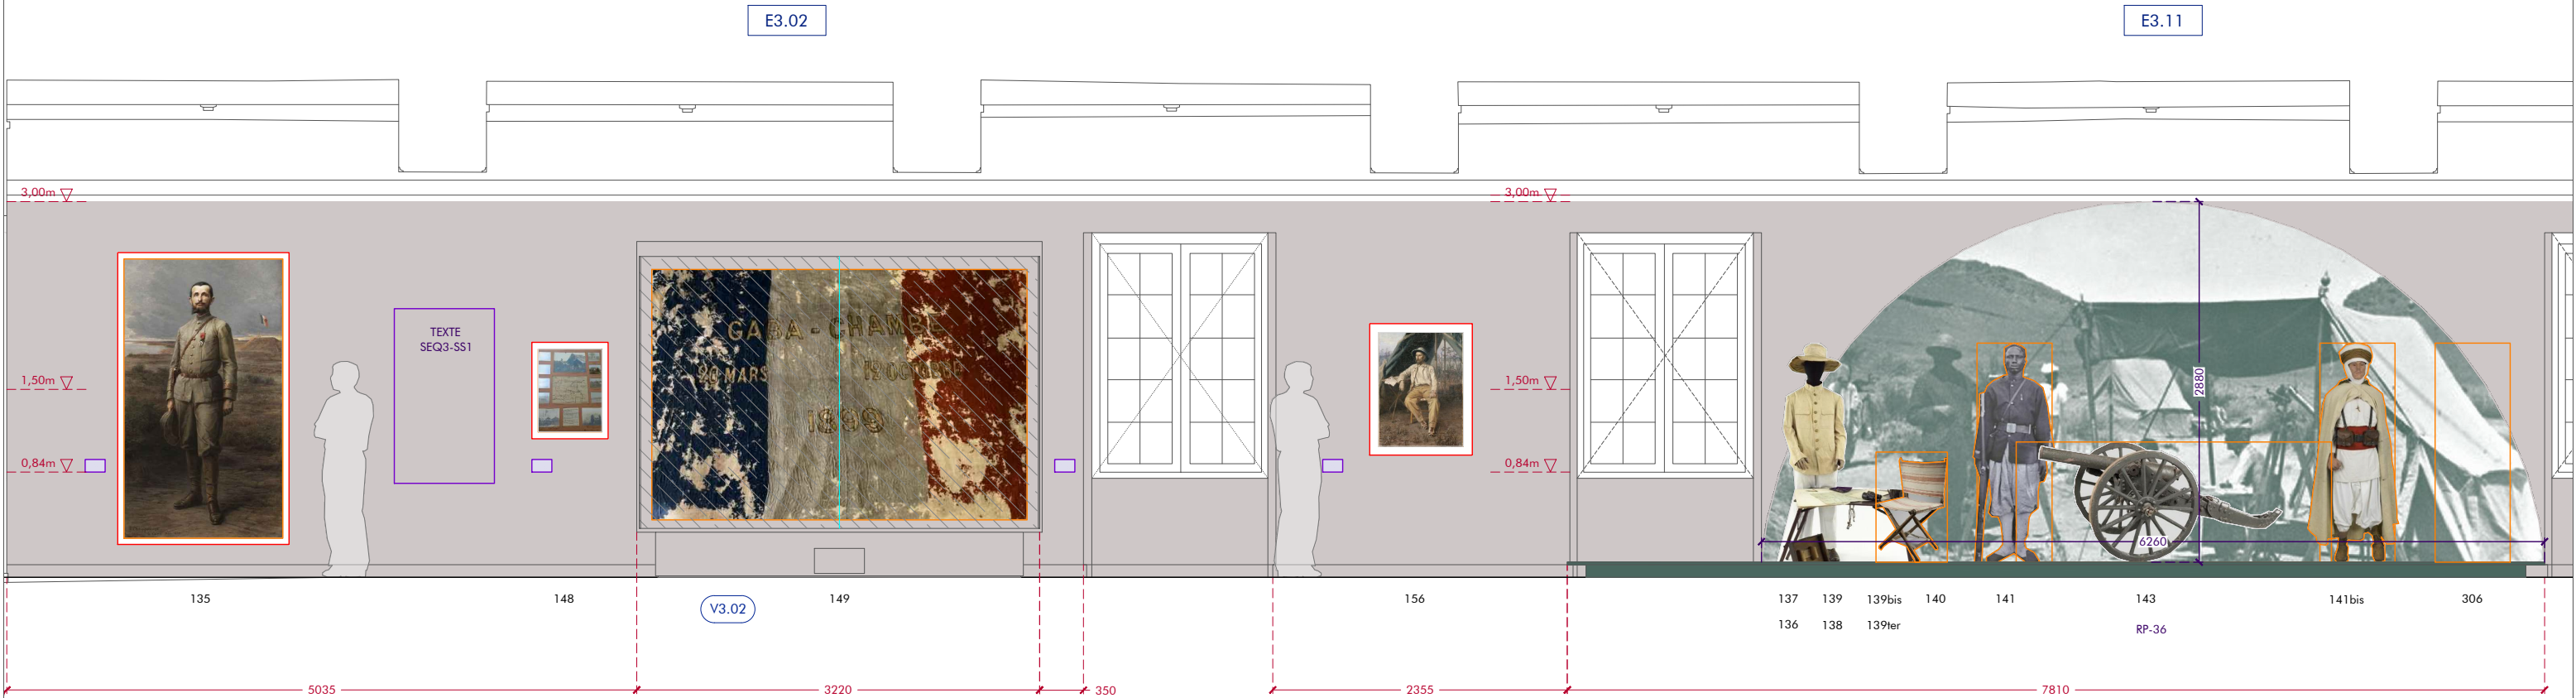 E3.02
E3.11
3,00m
3,00m
TEXTE
SEQ3-SS1
GABA - CHAMBE
20 MARS
12 OCTOBRE
1899
1,50m
1,50m
2880
0,84m
0,84m
6260
135
148
V3.02
149
156
137
139
139bis
140
141
143
141bis
306
136
138
139ter
RP-36
5035
3220
350
2355
7810